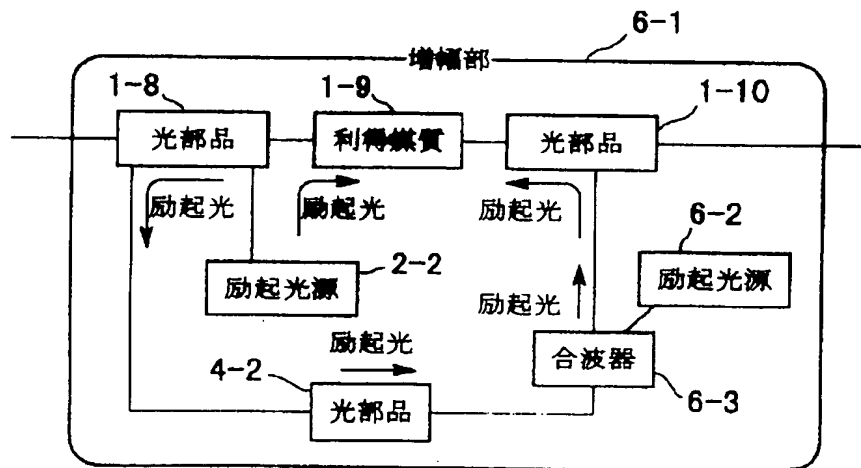 6-1
増幅部
1-8
1-9
1-10
光部品
利得媒質
光部品
励起光
励起光
励起光
6-2
2-2
励起光源
励起光源
励起光
励起光
4-2
合波器
6-3
光部品